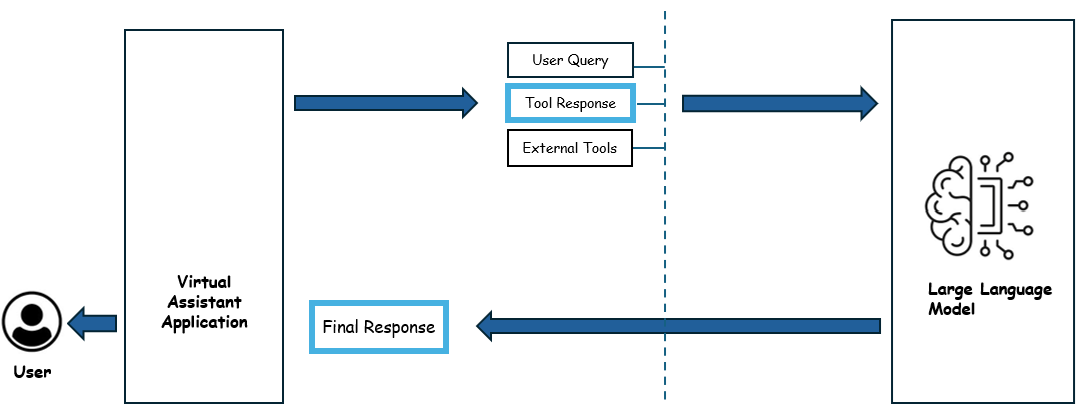 User Query
Tool Response
External Tools
Virtual
Assistant
Application
Large Language
Model
Final Response
User